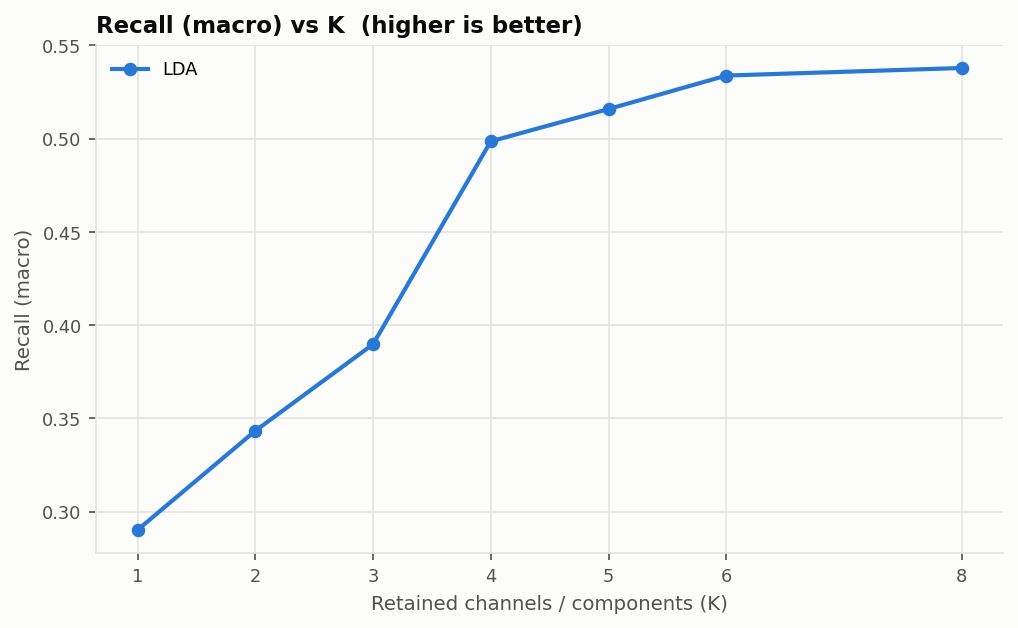 Recall (macro) vs K  (higher is better)
LDA
Recall (macro)
0.55
0.50
0.45
0.40
0.35
0.30
1 2 3 4 5 6 8
Retained channels / components (K)